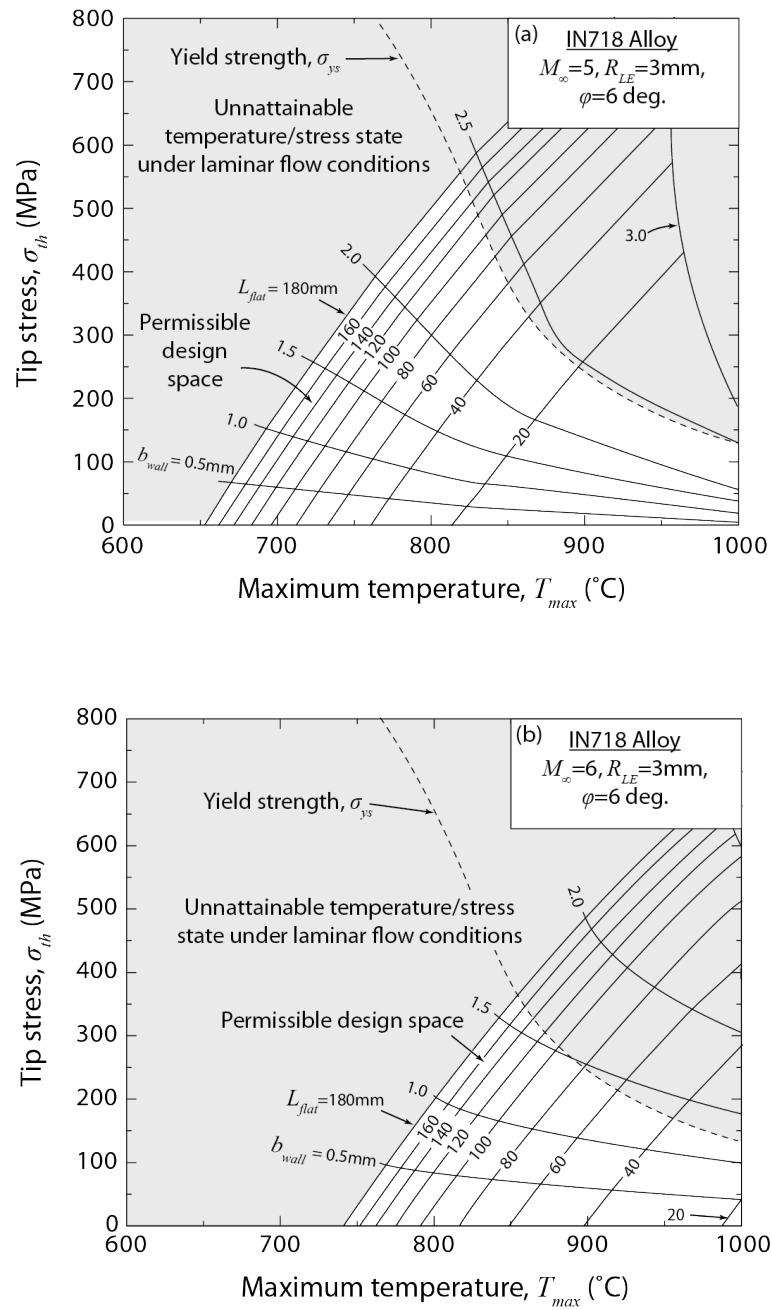 800
700
600
500
400
300
200
100
0
Tip stress, σth (MPa)
(a)
IN718 Alloy
M∞=5, RLE=3mm,
φ=6 deg.
Yield strength, σys
Unnattainable
temperature/stress state
under laminar flow conditions
2.5
3.0
2.0
Lflat= 180mm
160
140
120
100
80
60
40
20
Permissible
design
space
1.5
1.0
bwall = 0.5mm
600
700
800
900
1000
Maximum temperature, Tmax (˚C)
800
700
600
500
400
300
200
100
0
Tip stress, σth (MPa)
(b)
IN718 Alloy
M∞=6, RLE=3mm,
φ=6 deg.
Yield strength, σys
Unnattainable temperature/stress
state under laminar flow conditions
2.0
1.5
Permissible design space
1.0
Lflat=180mm
160
140
120
100
80
60
40
20
bwall = 0.5mm
600
700
800
900
1000
Maximum temperature, Tmax (˚C)